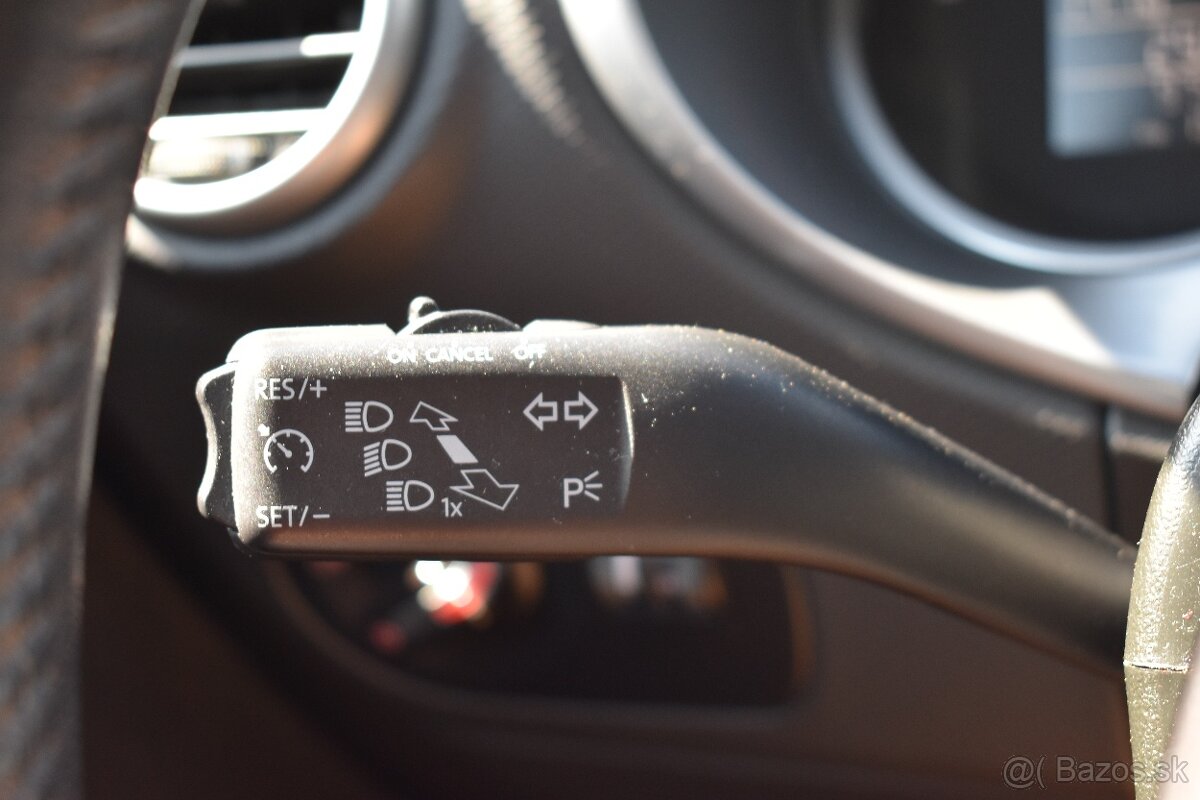 ON CANCEL OFF
RES/+
SET/–
1x
P
@( Bazos.sk